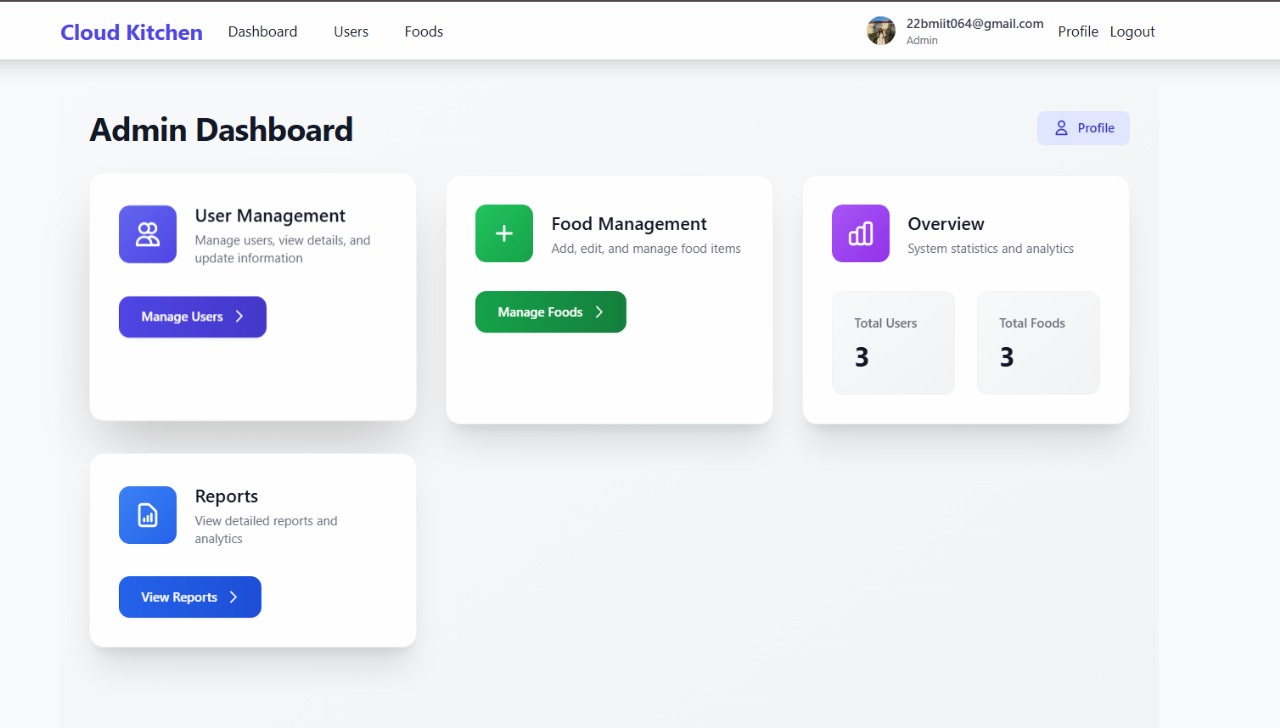 Cloud Kitchen Dashboard Users Foods 22bmiit064@gmail.com Profile Logout
Admin
Admin Dashboard
Profile
User Management
Manage users, view details, and
update information
Manage Users
Food Management
Add, edit, and manage food items
Manage Foods
Overview
System statistics and analytics
Total Users
3
Total Foods
3
Reports
View detailed reports and
analytics
View Reports